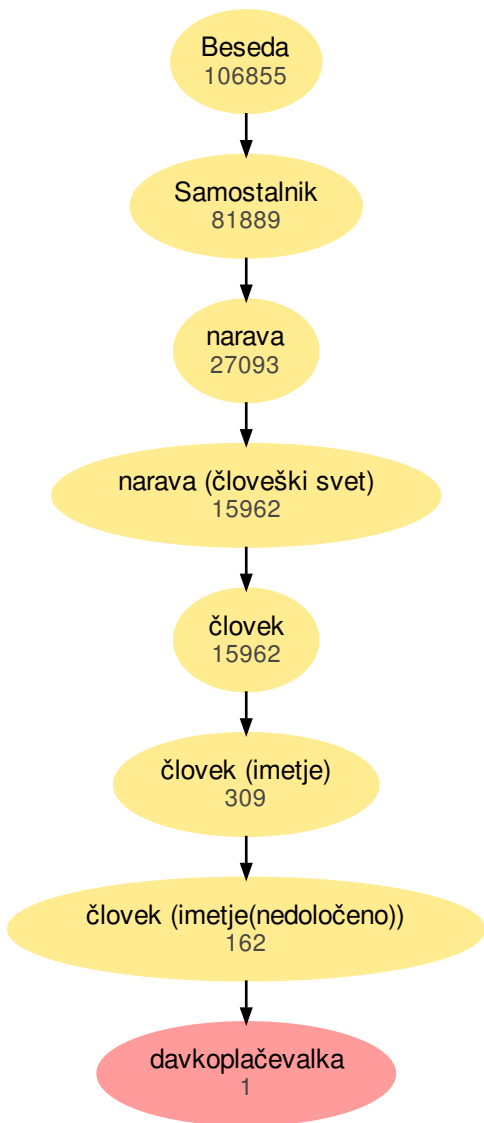 Beseda
106855
Samostalnik
81889
narava
27093
narava (človeški svet)
15962
človek
15962
človek (imetje)
309
človek (imetje(nedoločeno))
162
davkoplačevalka
1